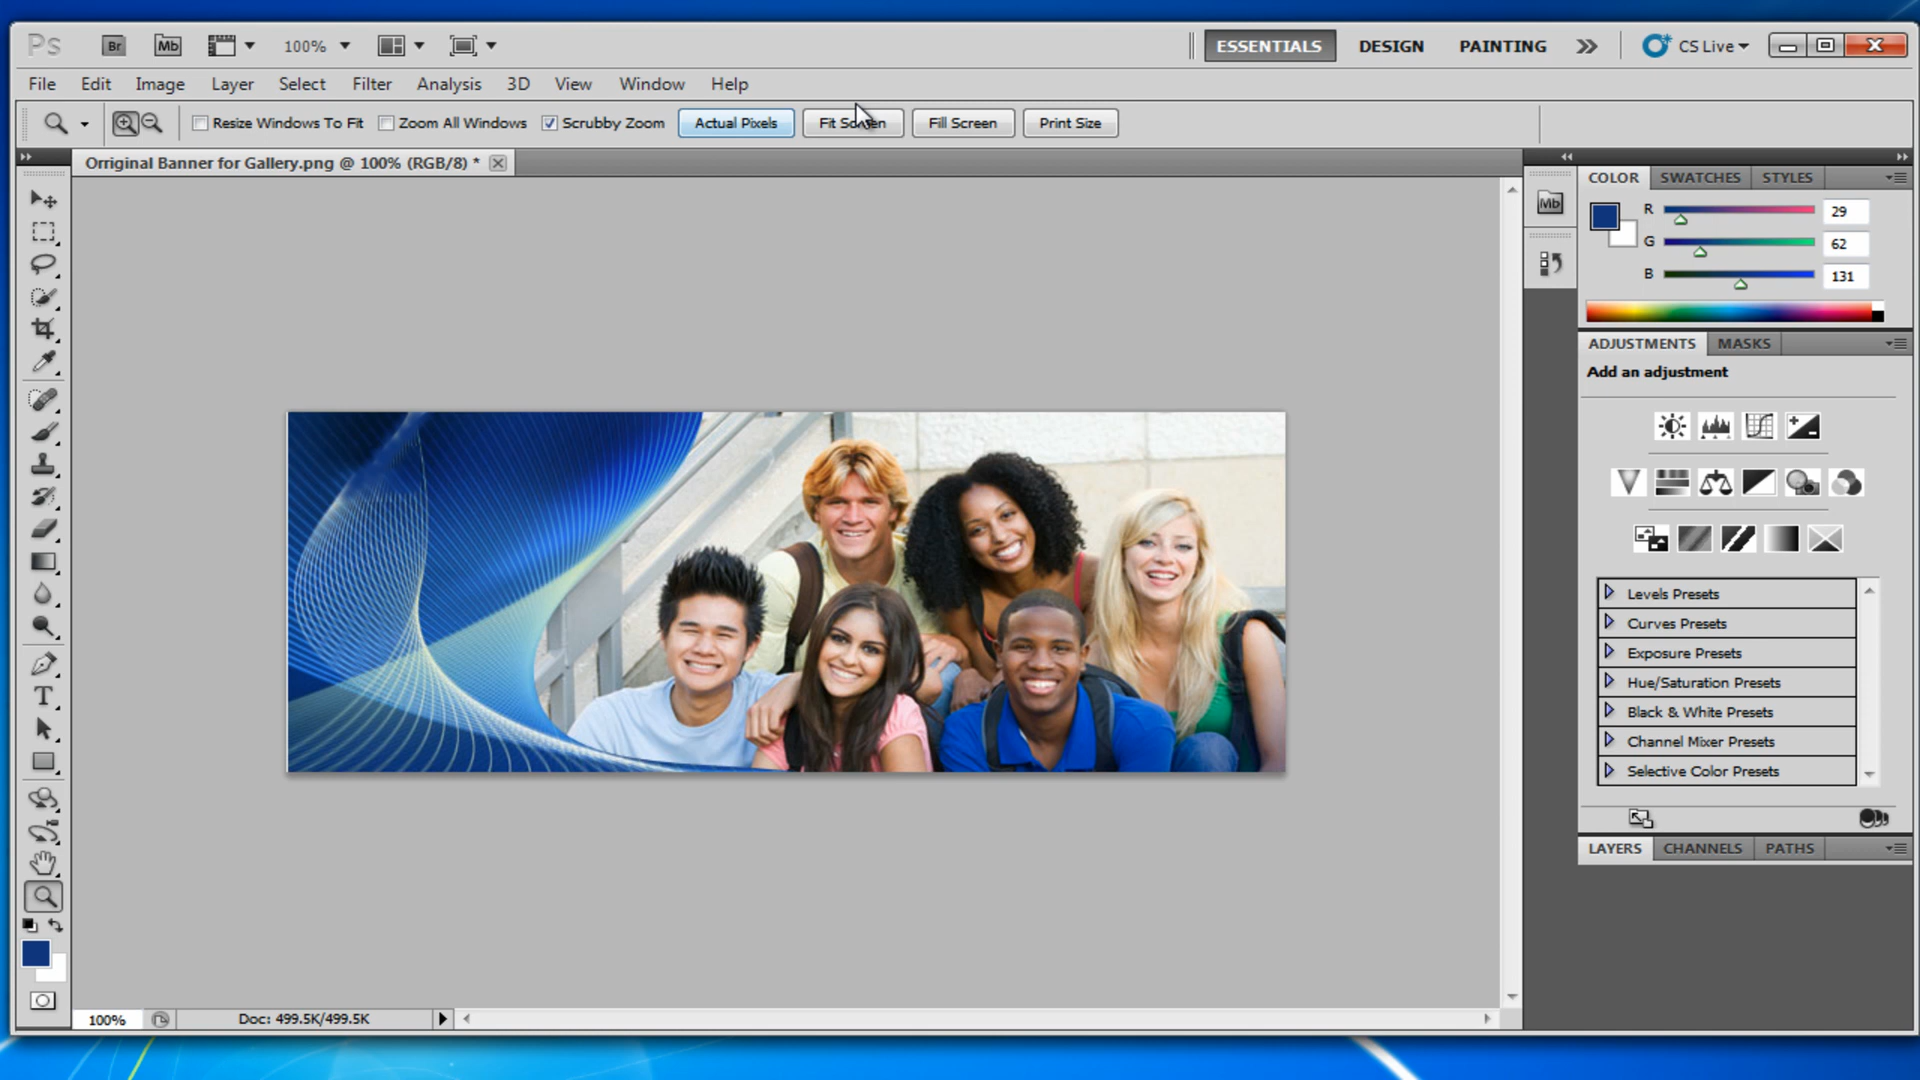 Ps Br Mb 100% ESSENTIALS DESIGN PAINTING CS Live
File Edit Image Layer Select Filter Analysis 3D View Window Help
Resize Windows To Fit Zoom All Windows Scrubby Zoom Actual Pixels Fit Screen Fill Screen Print Size
Orriginal Banner for Gallery.png @ 100% (RGB/8) *
COLOR SWATCHES STYLES
Mb
R 29
G 62
B 131
ADJUSTMENTS MASKS
Add an adjustment
Levels Presets
Curves Presets
Exposure Presets
Hue/Saturation Presets
Black & White Presets
Channel Mixer Presets
Selective Color Presets
T
LAYERS CHANNELS PATHS
100% Doc: 499.5K/499.5K